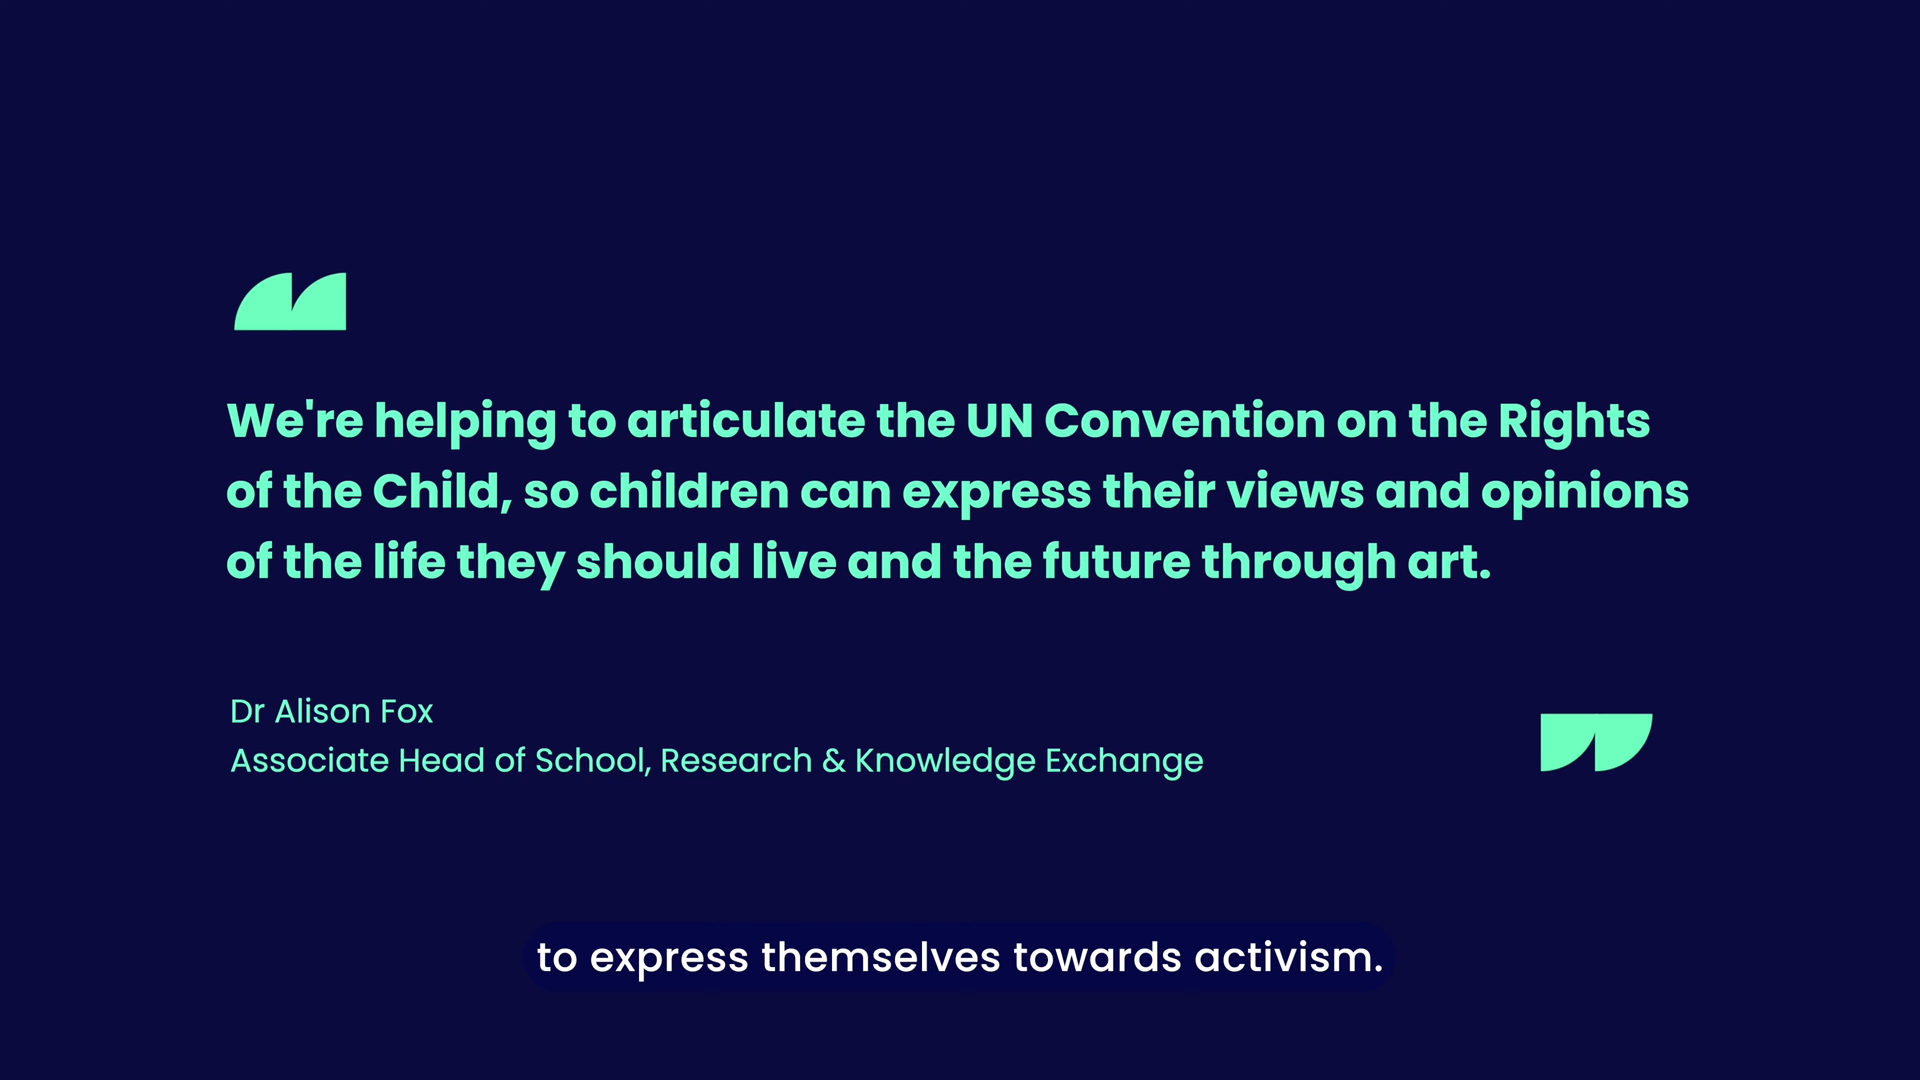 We're helping to articulate the UN Convention on the Rights
of the Child, so children can express their views and opinions
of the life they should live and the future through art.
Dr Alison Fox
Associate Head of School, Research & Knowledge Exchange
to express themselves towards activism.